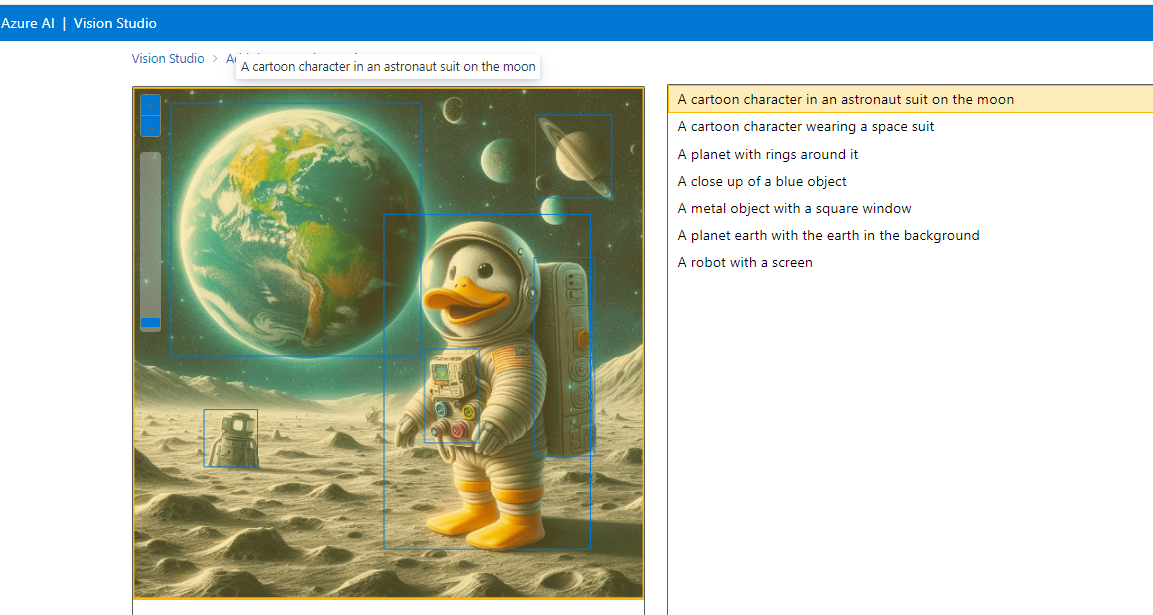 Azure AI | Vision Studio
Vision Studio >
A cartoon character in an astronaut suit on the moon
A cartoon character in an astronaut suit on the moon
A cartoon character wearing a space suit
A planet with rings around it
A close up of a blue object
A metal object with a square window
A planet earth with the earth in the background
A robot with a screen